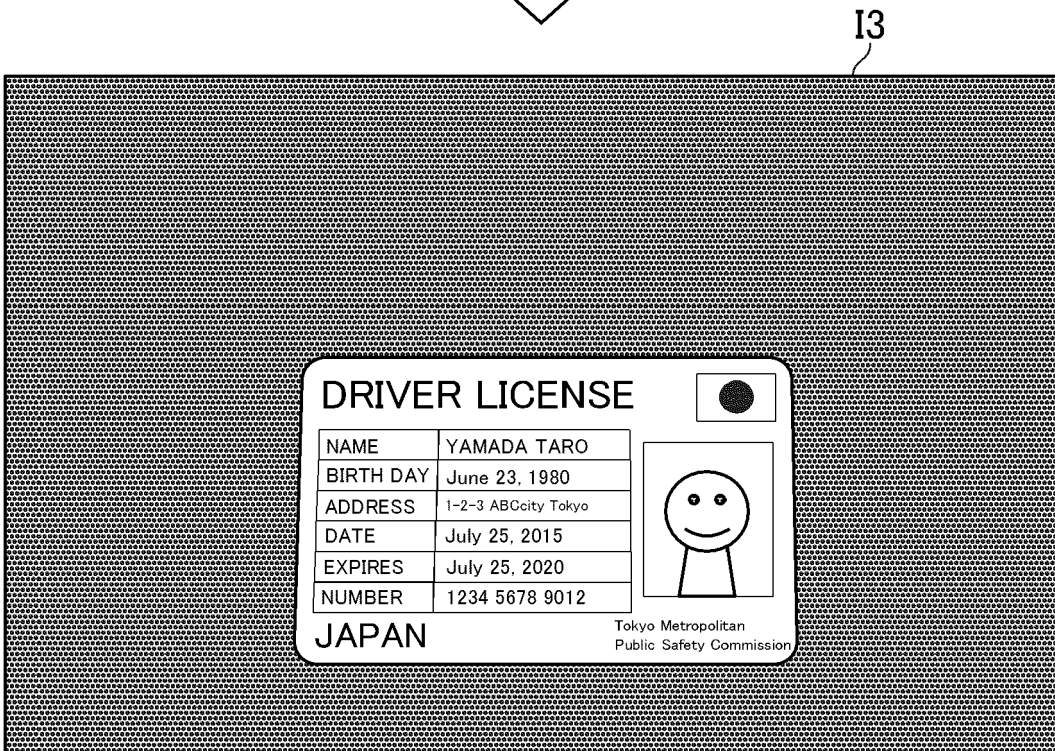 I3
DRIVER LICENSE
NAME YAMADA TARO
BIRTH DAY June 23, 1980
ADDRESS 1-2-3 ABCcity Tokyo
DATE July 25, 2015
EXPIRES July 25, 2020
NUMBER 1234 5678 9012
JAPAN
Tokyo Metropolitan
Public Safety Commission